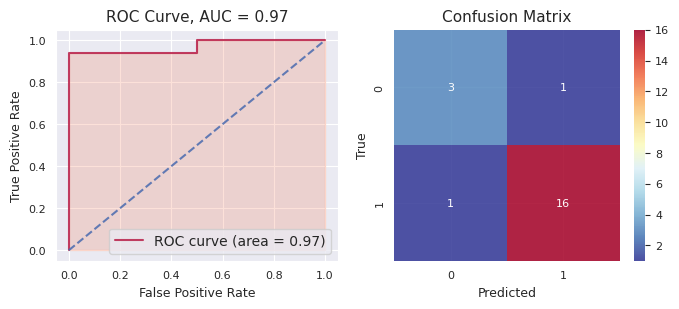 ROC Curve, AUC = 0.97
True Positive Rate
1.0
0.8
0.6
0.4
0.2
0.0
ROC curve (area = 0.97)
0.0 0.2 0.4 0.6 0.8 1.0
False Positive Rate
Confusion Matrix
True
0
1
3 1
1 16
0 1
Predicted
16
14
12
10
8
6
4
2